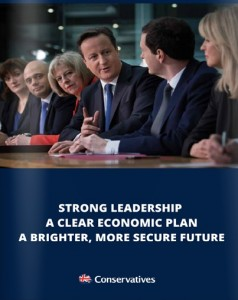 STRONG LEADERSHIP
A CLEAR ECONOMIC PLAN
A BRIGHTER, MORE SECURE FUTURE
Conservatives